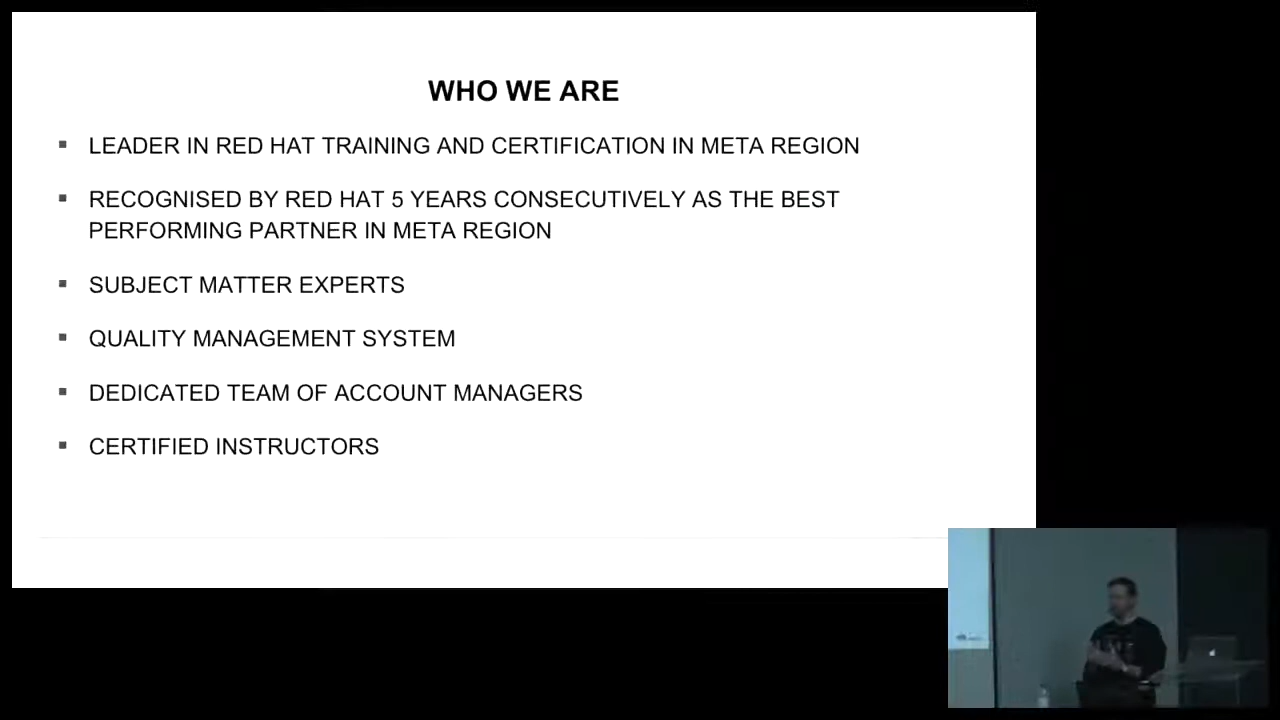 WHO WE ARE
▪ LEADER IN RED HAT TRAINING AND CERTIFICATION IN META REGION
▪ RECOGNISED BY RED HAT 5 YEARS CONSECUTIVELY AS THE BEST
PERFORMING PARTNER IN META REGION
▪ SUBJECT MATTER EXPERTS
▪ QUALITY MANAGEMENT SYSTEM
▪ DEDICATED TEAM OF ACCOUNT MANAGERS
▪ CERTIFIED INSTRUCTORS